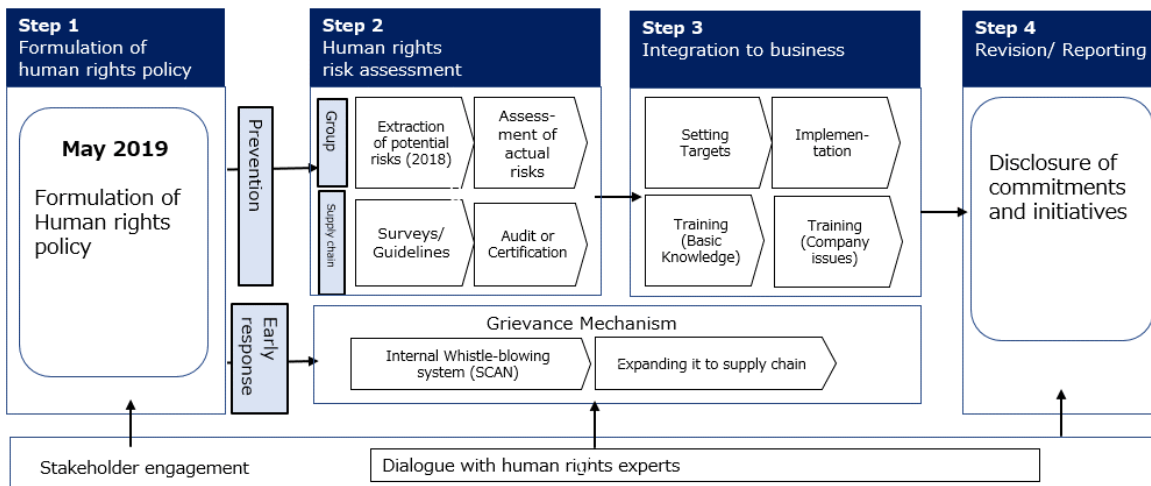 Step 1
Formulation of
human rights policy
Step 2
Human rights
risk assessment
Step 3
Integration to business
Step 4
Revision/ Reporting
May 2019
Formulation of
Human rights
policy
Prevention
Group
Extraction
of potential
risks (2018)
Assess-
ment of
actual
risks
Supply chain
Surveys/
Guidelines
Audit or
Certification
Setting
Targets
Implemen-
tation
Training
(Basic
Knowledge)
Training
(Company
issues)
Disclosure of
commitments
and initiatives
Early
response
Grievance Mechanism
Internal Whistle-blowing
system (SCAN)
Expanding it to supply chain
Stakeholder engagement
Dialogue with human rights experts